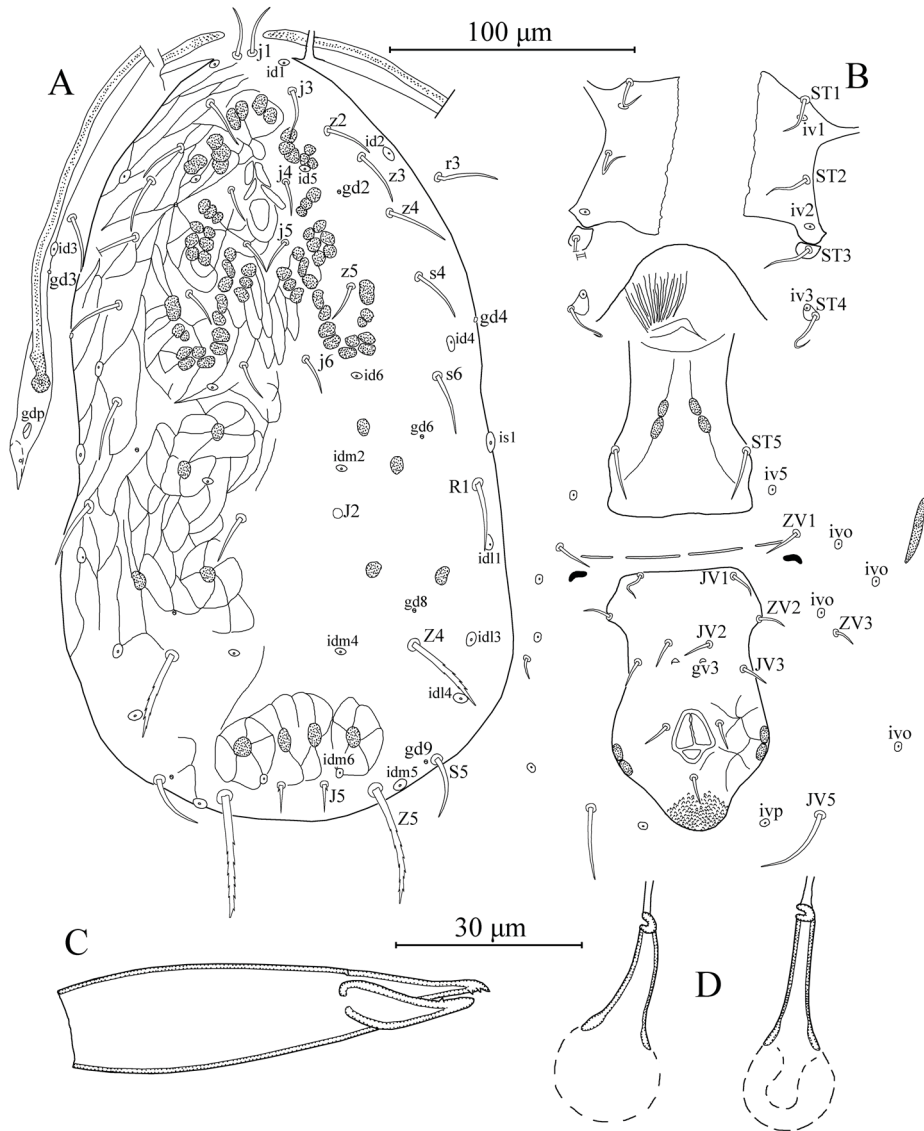 100 μm
A
B
j1
id1
j3
z2
id2
j4
id5
z3
r3
gd2
z4
j5
id3
gd3
z5
s4
gd4
id4
j6
id6
s6
gdp
gd6
is1
idm2
R1
J2
idl1
gd8
idm4
Z4
idl3
idl4
gd9
idm6
idm5
S5
J5
Z5
ST1
iv1
ST2
iv2
ST3
iv3
ST4
ST5
iv5
ZV1
ivo
ivo
JV1
ZV2
ivo
ZV3
JV2
gv3
JV3
ivo
ivp
JV5
C
30 μm
D